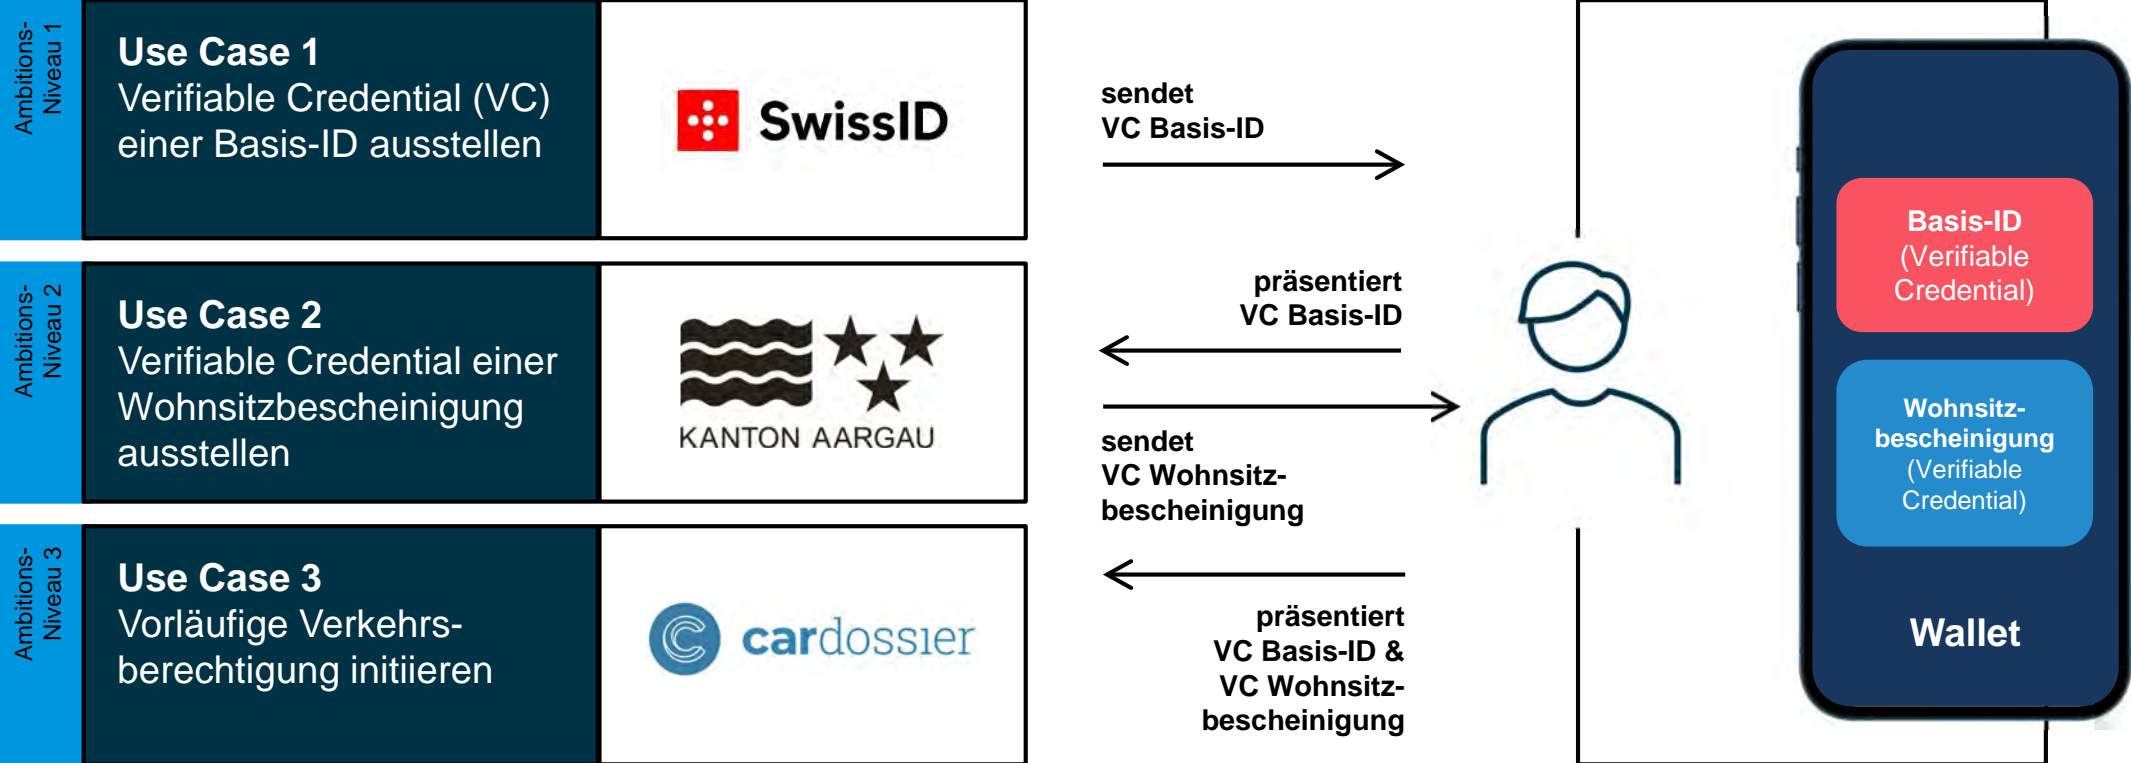 Ambitions-
Niveau 1
Use Case 1
Verifiable Credential (VC)
einer Basis-ID ausstellen
SwissID
sendet
VC Basis-ID
Ambitions-
Niveau 2
Use Case 2
Verifiable Credential einer
Wohnsitzbescheinigung
ausstellen
KANTON AARGAU
präsentiert
VC Basis-ID
sendet
VC Wohnsitz-
bescheinigung
Ambitions-
Niveau 3
Use Case 3
Vorläufige Verkehrs-
berechtigung initiieren
cardossier
präsentiert
VC Basis-ID &
VC Wohnsitz-
bescheinigung
Basis-ID
(Verifiable
Credential)
Wohnsitz-
bescheinigung
(Verifiable
Credential)
Wallet